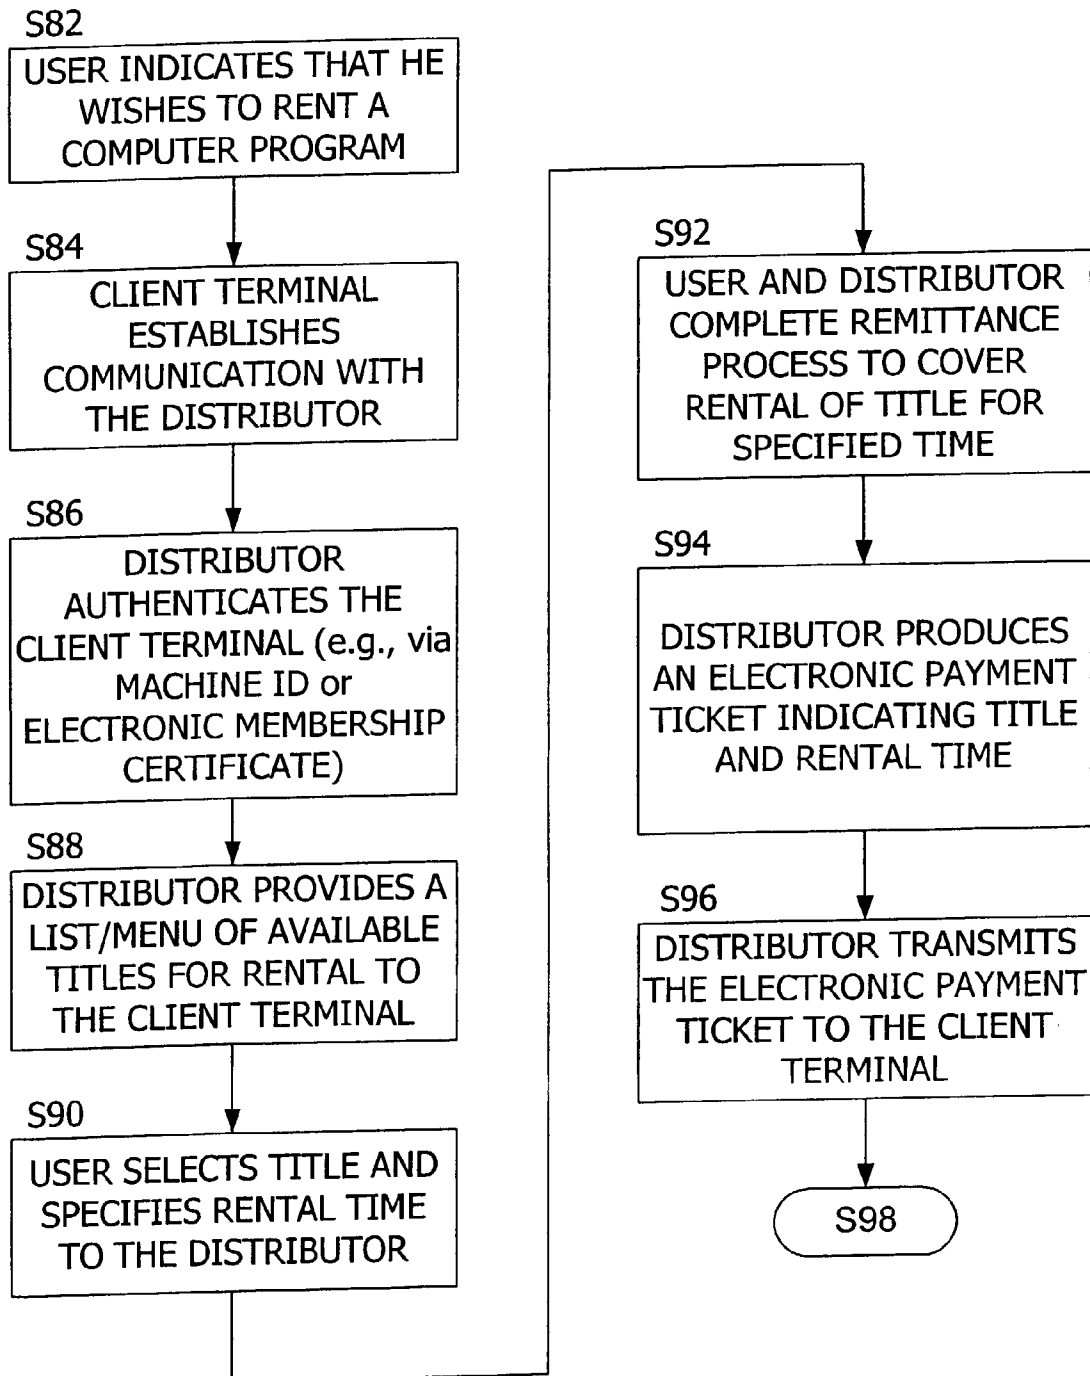 S82
USER INDICATES THAT HE
WISHES TO RENT A
COMPUTER PROGRAM
S84
CLIENT TERMINAL
ESTABLISHES
COMMUNICATION WITH
THE DISTRIBUTOR
S86
DISTRIBUTOR
AUTHENTICATES THE
CLIENT TERMINAL (e.g., via
MACHINE ID or
ELECTRONIC MEMBERSHIP
CERTIFICATE)
S88
DISTRIBUTOR PROVIDES A
LIST/MENU OF AVAILABLE
TITLES FOR RENTAL TO
THE CLIENT TERMINAL
S90
USER SELECTS TITLE AND
SPECIFIES RENTAL TIME
TO THE DISTRIBUTOR
S92
USER AND DISTRIBUTOR
COMPLETE REMITTANCE
PROCESS TO COVER
RENTAL OF TITLE FOR
SPECIFIED TIME
S94
DISTRIBUTOR PRODUCES
AN ELECTRONIC PAYMENT
TICKET INDICATING TITLE
AND RENTAL TIME
S96
DISTRIBUTOR TRANSMITS
THE ELECTRONIC PAYMENT
TICKET TO THE CLIENT
TERMINAL
S98